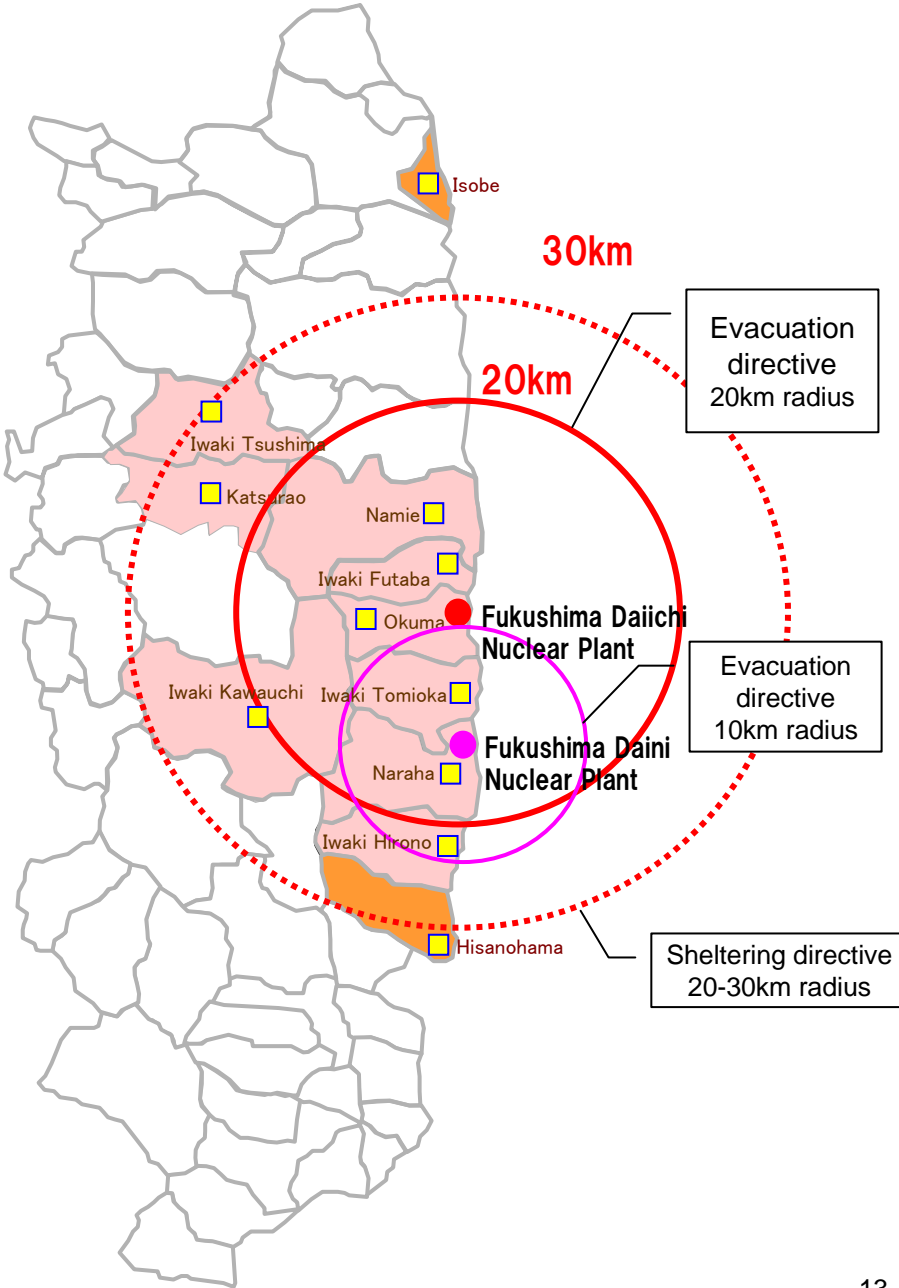 Isobe
30km
Evacuation
directive
20km radius
20km
Iwaki Tsushima
Katsurao
Namie
Iwaki Futaba
Okuma
Fukushima Daiichi
Nuclear Plant
Evacuation
directive
10km radius
Iwaki Kawauchi
Iwaki Tomioka
Fukushima Daini
Nuclear Plant
Naraha
Iwaki Hirono
Hisanohama
Sheltering directive
20-30km radius
13